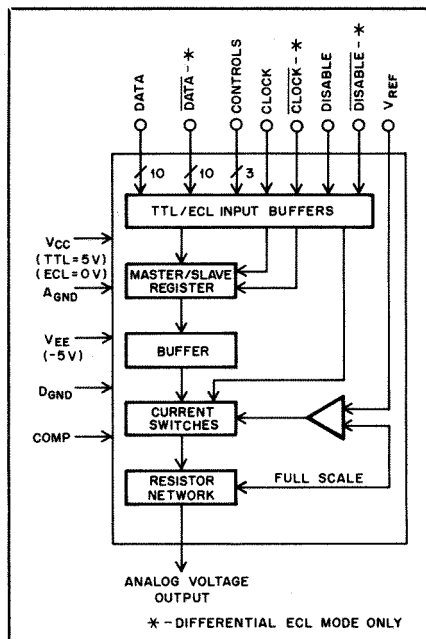 DATA
DATA-*
CONTROLS
CLOCK
CLOCK-*
DISABLE
DISABLE-*
VREF
10
10
3
TTL/ECL INPUT BUFFERS
VCC
(TTL=5V)
(ECL=0V)
AGND
MASTER/SLAVE
REGISTER
VEE
(-5V)
BUFFER
DGND
CURRENT
SWITCHES
COMP
RESISTOR
NETWORK
FULL SCALE
ANALOG VOLTAGE
OUTPUT
*-DIFFERENTIAL ECL MODE ONLY